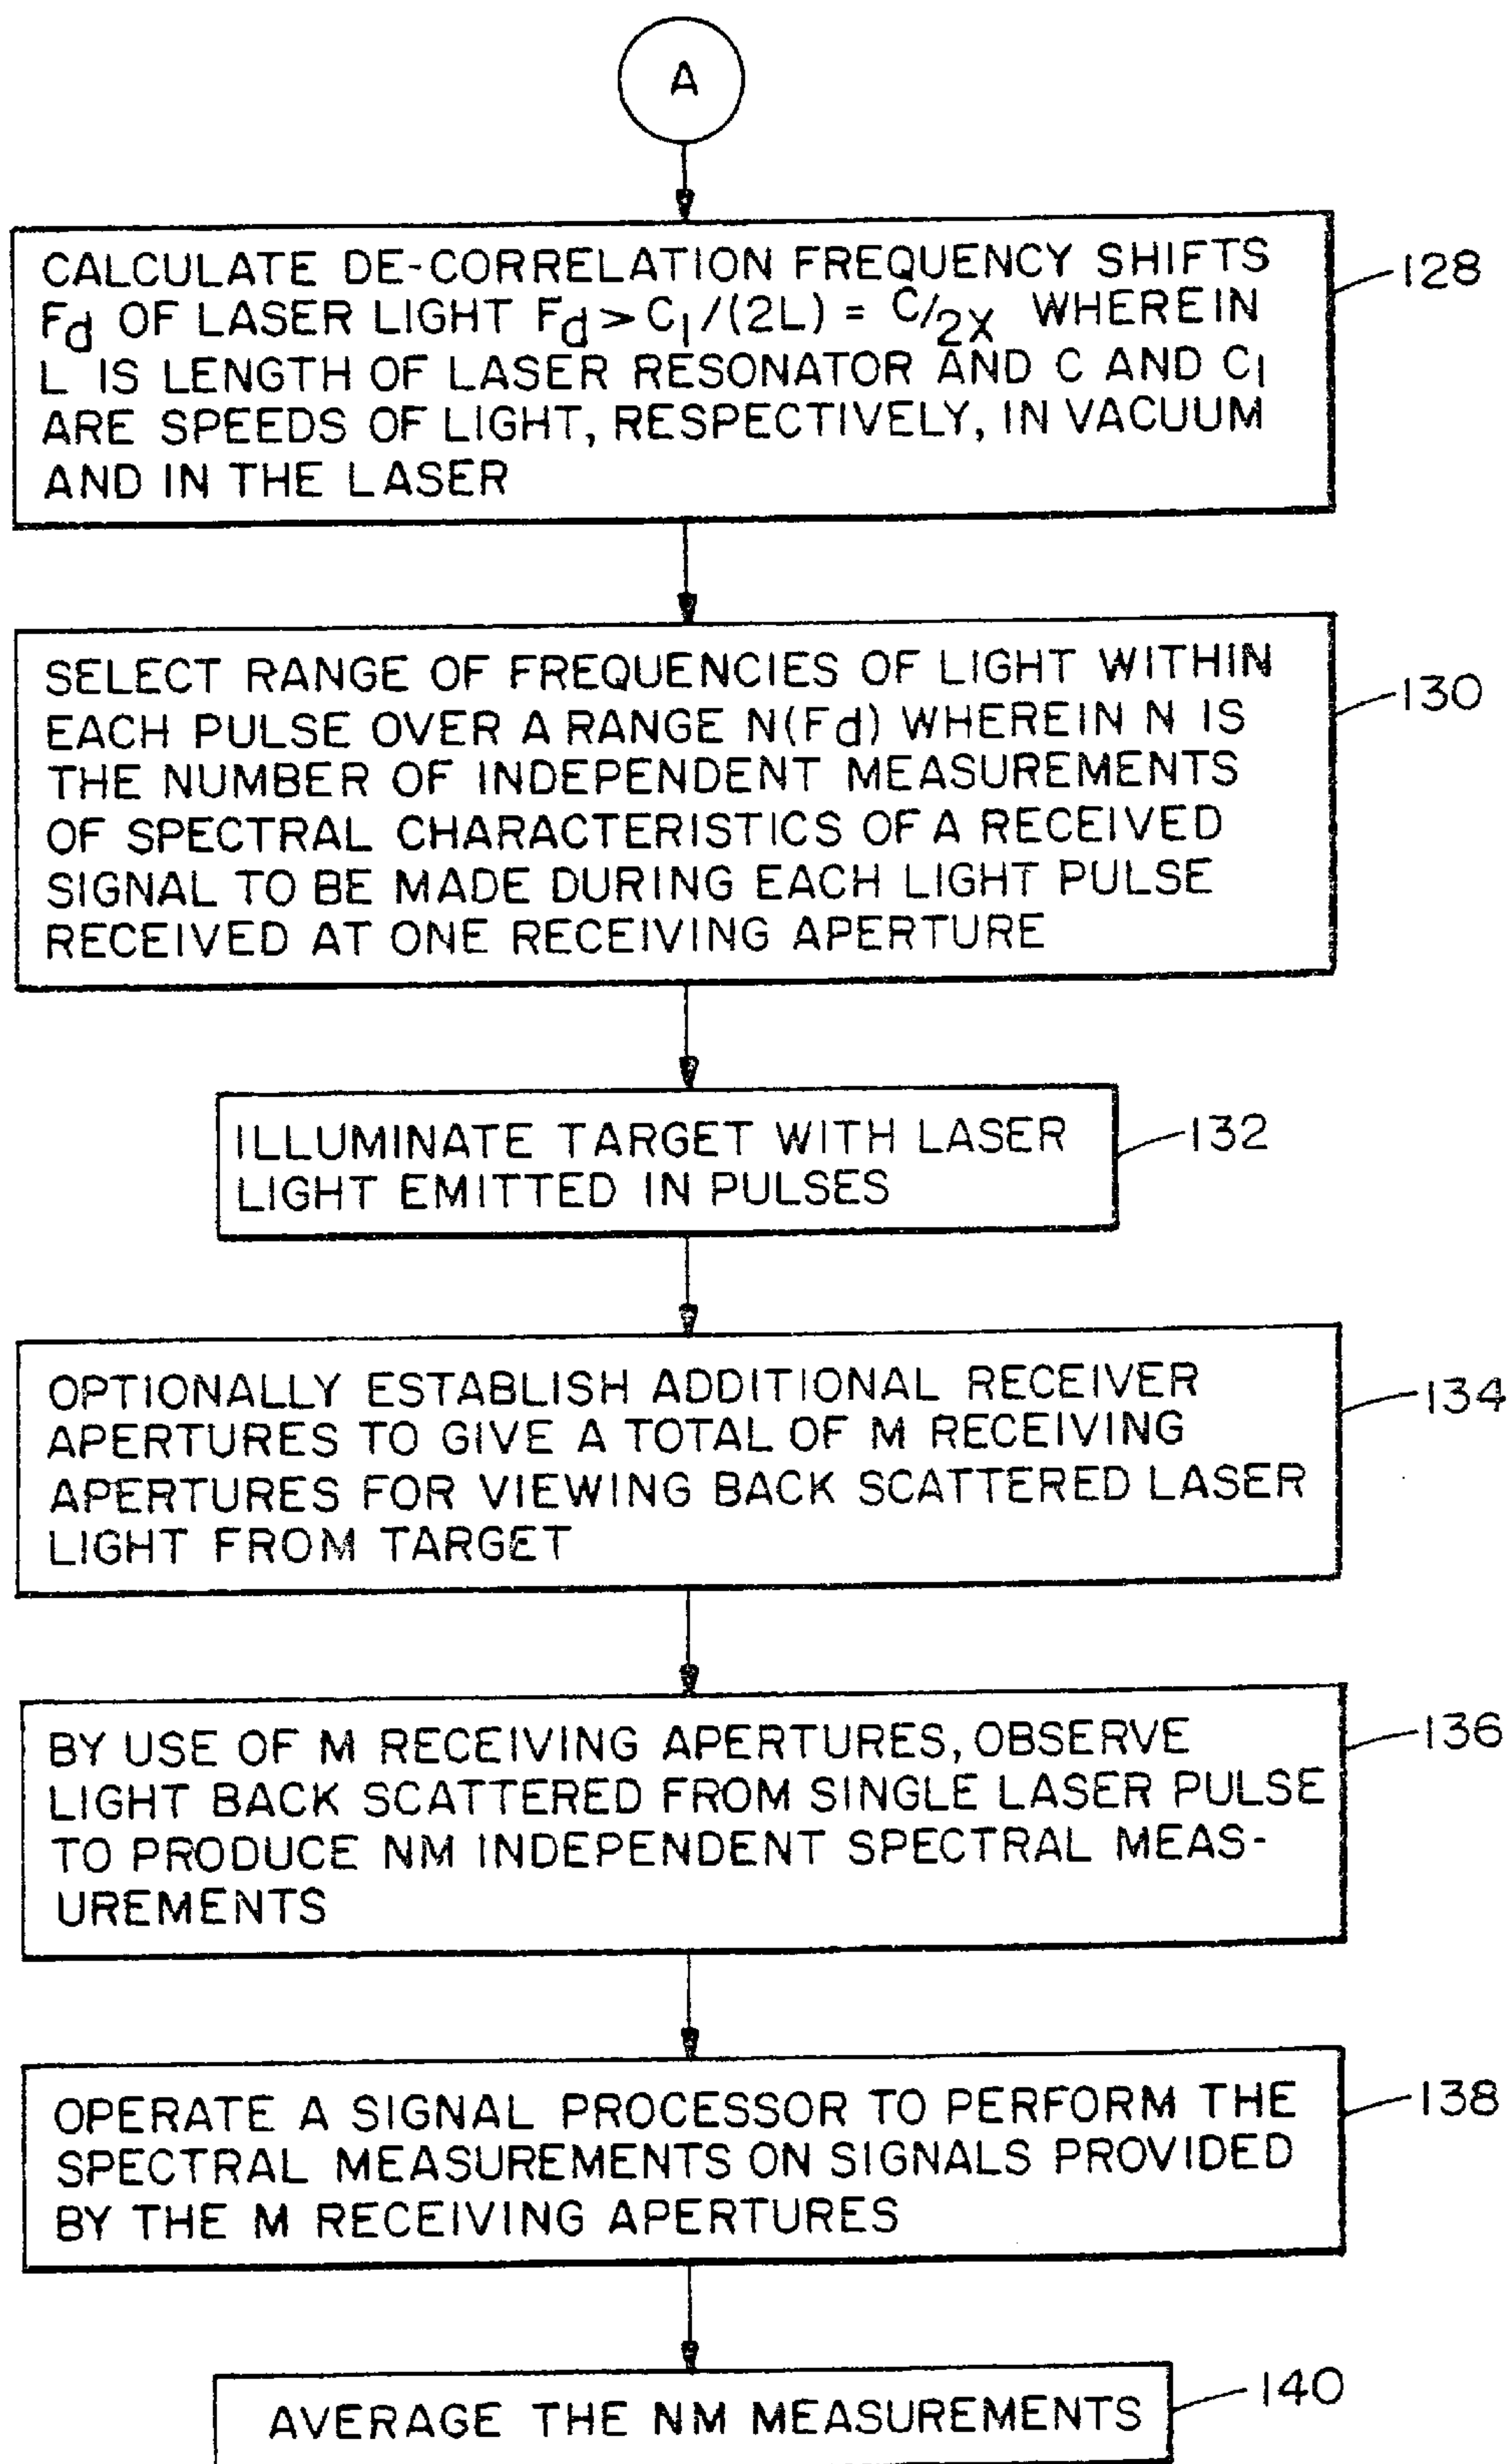 A
CALCULATE DE-CORRELATION FREQUENCY SHIFTS
Fd OF LASER LIGHT Fd > C1/(2L) = C/2X WHEREIN
L IS LENGTH OF LASER RESONATOR AND C AND C1
ARE SPEEDS OF LIGHT, RESPECTIVELY, IN VACUUM
AND IN THE LASER
128
SELECT RANGE OF FREQUENCIES OF LIGHT WITHIN
EACH PULSE OVER A RANGE N(Fd) WHEREIN N IS
THE NUMBER OF INDEPENDENT MEASUREMENTS
OF SPECTRAL CHARACTERISTICS OF A RECEIVED
SIGNAL TO BE MADE DURING EACH LIGHT PULSE
RECEIVED AT ONE RECEIVING APERTURE
130
ILLUMINATE TARGET WITH LASER
LIGHT EMITTED IN PULSES
132
OPTIONALLY ESTABLISH ADDITIONAL RECEIVER
APERTURES TO GIVE A TOTAL OF M RECEIVING
APERTURES FOR VIEWING BACK SCATTERED LASER
LIGHT FROM TARGET
134
BY USE OF M RECEIVING APERTURES, OBSERVE
LIGHT BACK SCATTERED FROM SINGLE LASER PULSE
TO PRODUCE NM INDEPENDENT SPECTRAL MEAS-
UREMENTS
136
OPERATE A SIGNAL PROCESSOR TO PERFORM THE
SPECTRAL MEASUREMENTS ON SIGNALS PROVIDED
BY THE M RECEIVING APERTURES
138
AVERAGE THE NM MEASUREMENTS
140